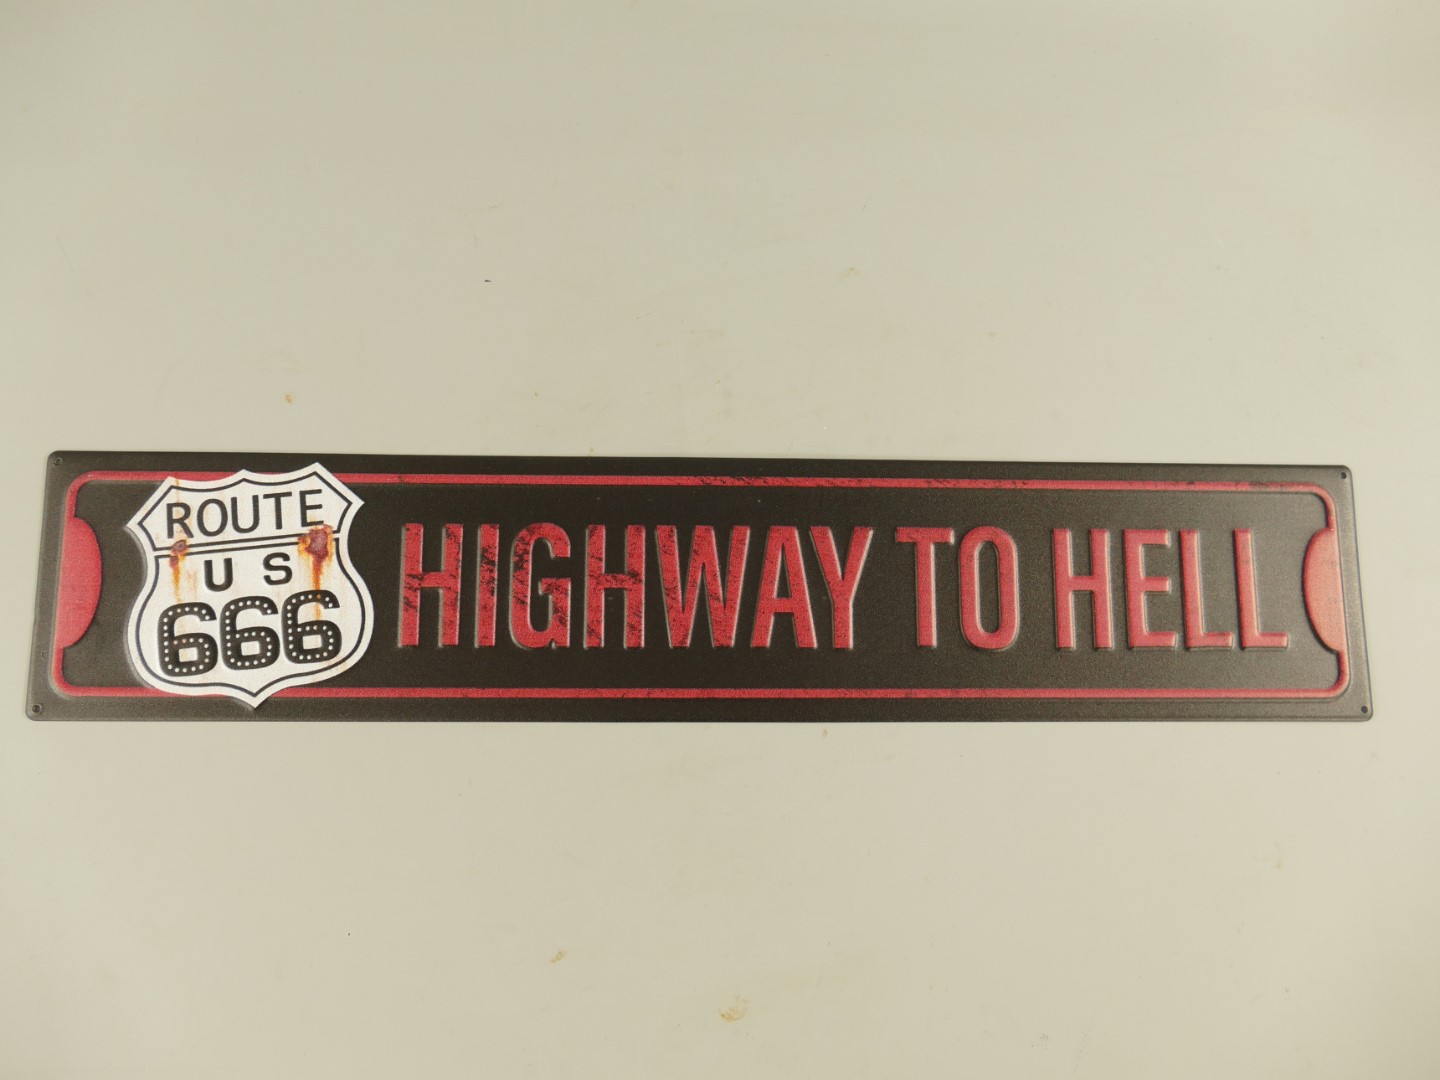 ROUTE
U S
666
HIGHWAY TO HELL